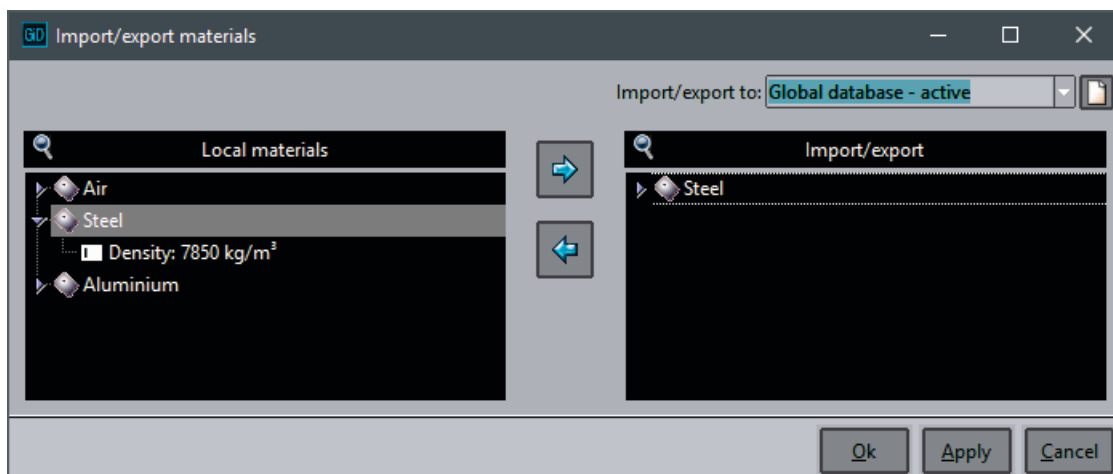 GiD Import/export materials
Import/export to: Global database - active
Local materials
Import/export
Air
Steel
Density: 7850 kg/m³
Aluminium
Steel
Ok Apply Cancel